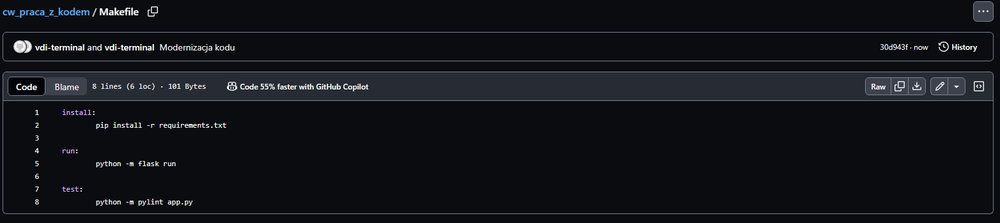 cw_praca_z_kodem / Makefile
vdi-terminal and vdi-terminal Modernizacja kodu 30d943f · now History
Code Blame 8 lines (6 loc) · 101 Bytes Code 55% faster with GitHub Copilot Raw
1 install:
2 pip install -r requirements.txt
3
4 run:
5 python -m flask run
6
7 test:
8 python -m pylint app.py